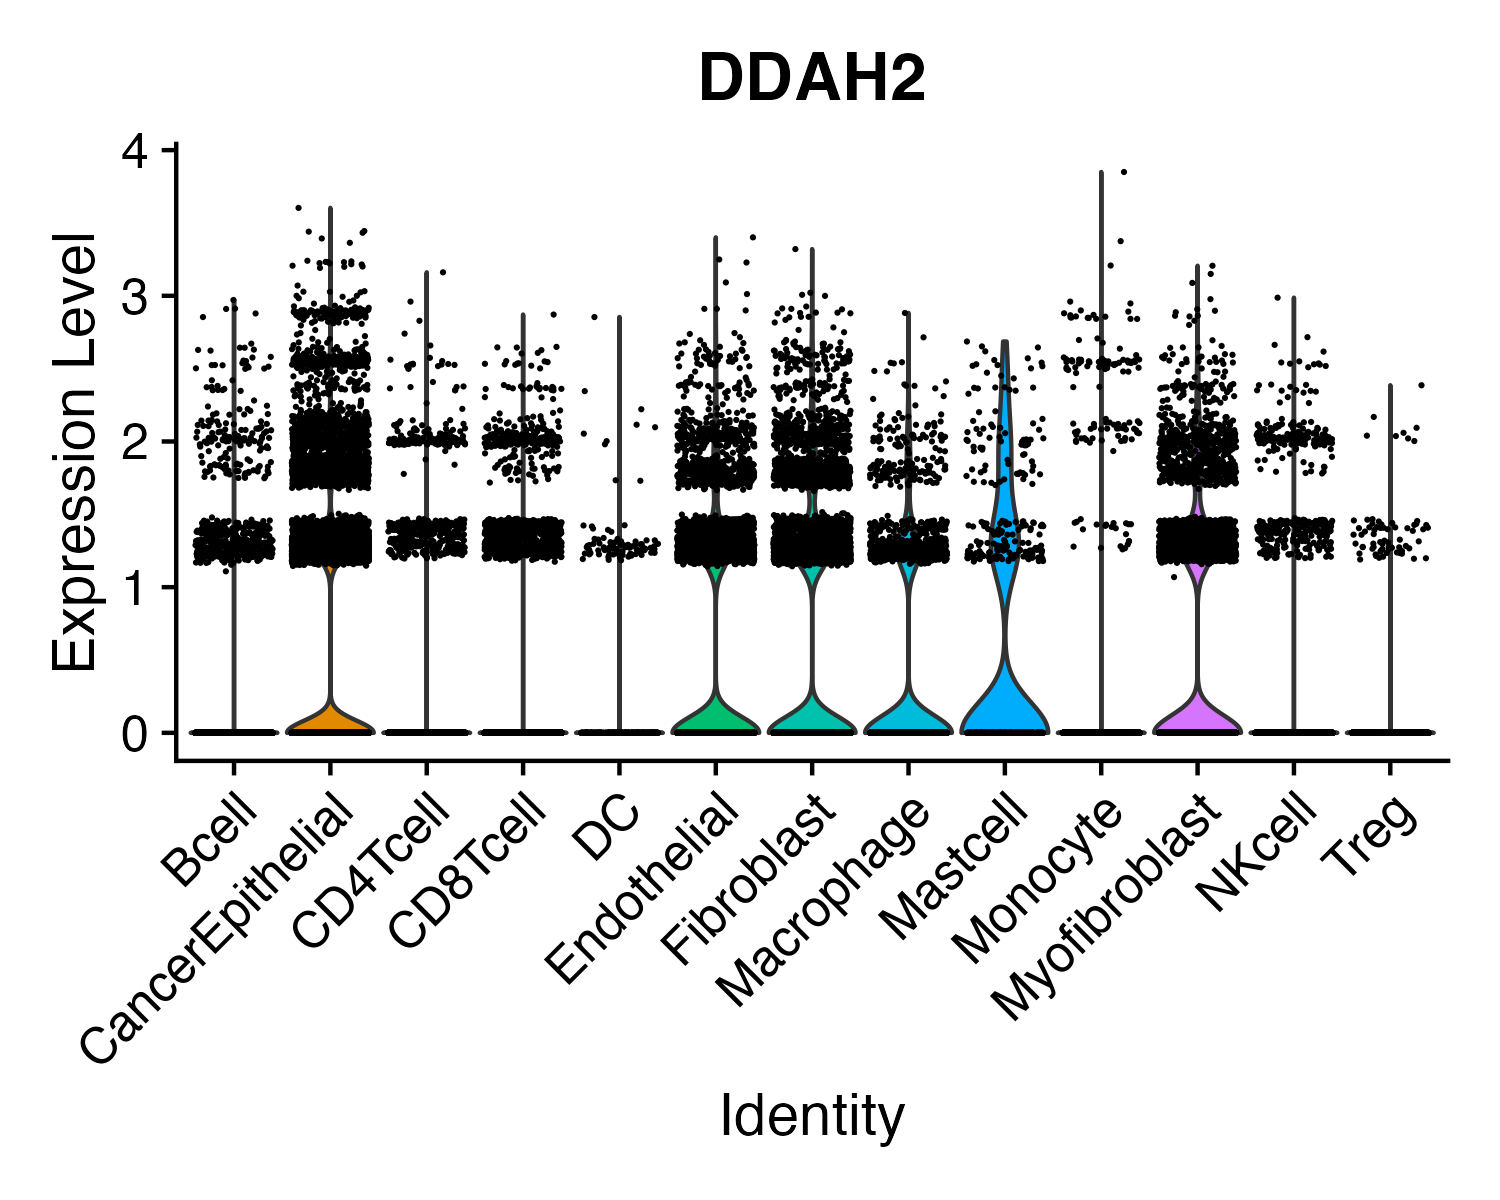 DDAH2
Expression Level
4
3
2
1
0
Bcell
CancerEpithelial
CD4Tcell
CD8Tcell
DC
Endothelial
Fibroblast
Macrophage
Mastcell
Monocyte
Myofibroblast
NKcell
Treg
Identity